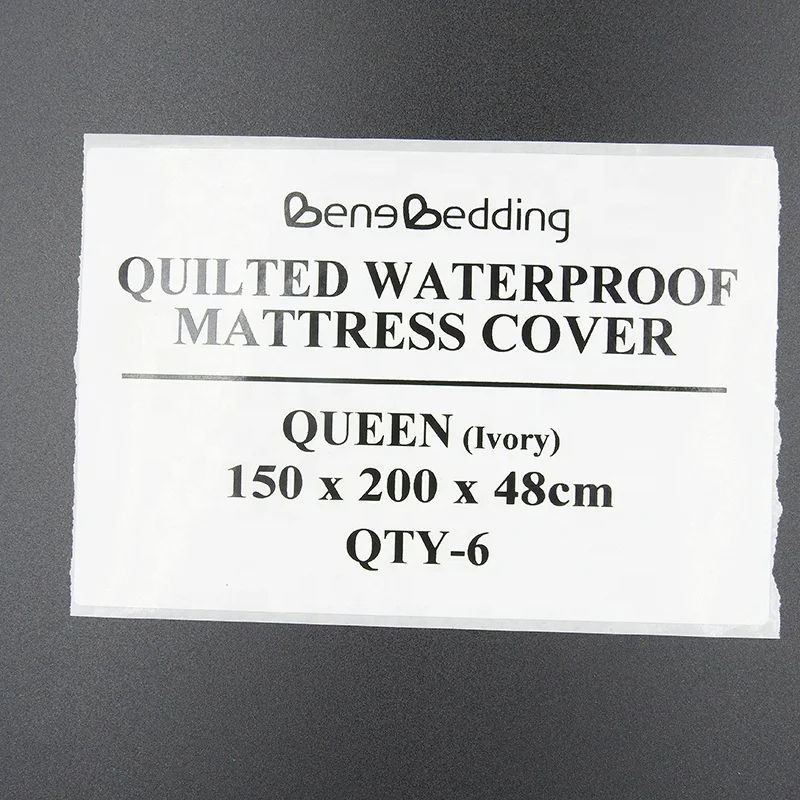 BeneBedding
QUILTED WATERPROOF
MATTRESS COVER
QUEEN (Ivory)
150 x 200 x 48cm
QTY-6